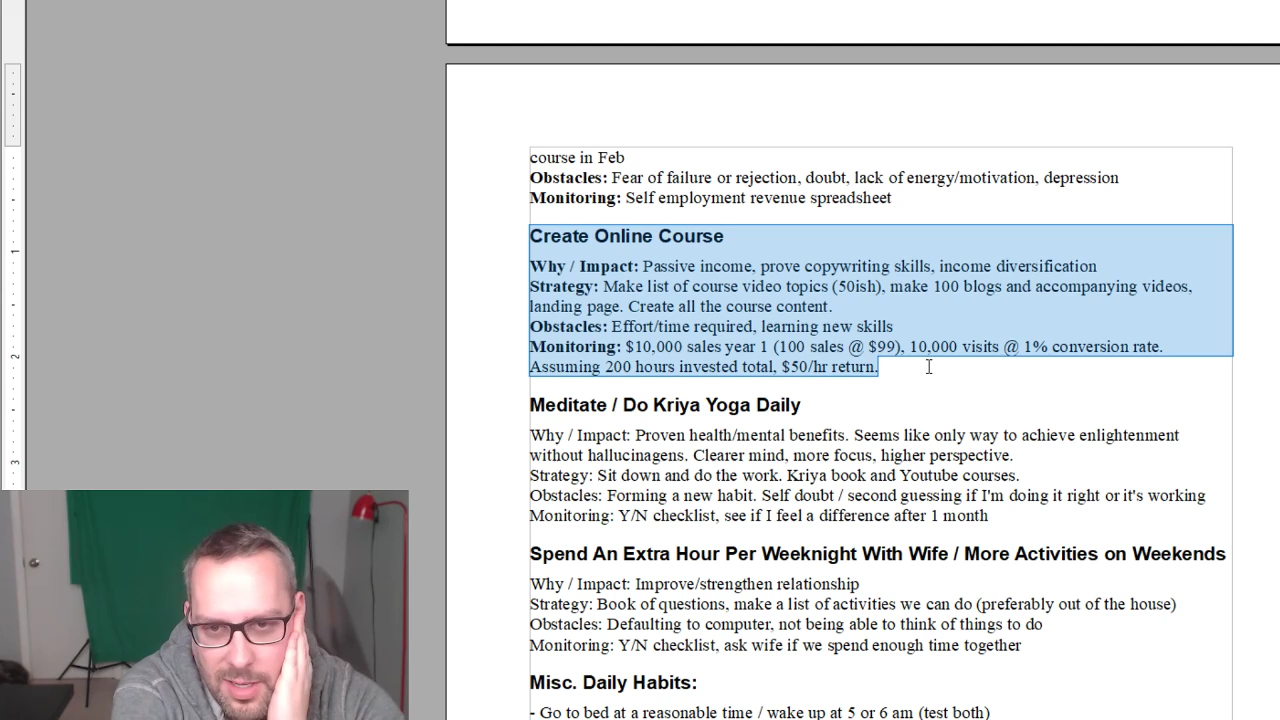 course in Feb
Obstacles: Fear of failure or rejection, doubt, lack of energy/motivation, depression
Monitoring: Self employment revenue spreadsheet
Create Online Course
Why / Impact: Passive income, prove copywriting skills, income diversification
Strategy: Make list of course video topics (50ish), make 100 blogs and accompanying videos,
landing page. Create all the course content.
Obstacles: Effort/time required, learning new skills
Monitoring: $10,000 sales year 1 (100 sales @ $99), 10,000 visits @ 1% conversion rate.
Assuming 200 hours invested total, $50/hr return.
Meditate / Do Kriya Yoga Daily
Why / Impact: Proven health/mental benefits. Seems like only way to achieve enlightenment
without hallucinagens. Clearer mind, more focus, higher perspective.
Strategy: Sit down and do the work. Kriya book and Youtube courses.
Obstacles: Forming a new habit. Self doubt / second guessing if I'm doing it right or it's working
Monitoring: Y/N checklist, see if I feel a difference after 1 month
Spend An Extra Hour Per Weeknight With Wife / More Activities on Weekends
Why / Impact: Improve/strengthen relationship
Strategy: Book of questions, make a list of activities we can do (preferably out of the house)
Obstacles: Defaulting to computer, not being able to think of things to do
Monitoring: Y/N checklist, ask wife if we spend enough time together
Misc. Daily Habits:
- Go to bed at a reasonable time / wake up at 5 or 6 am (test both)
1
2
3